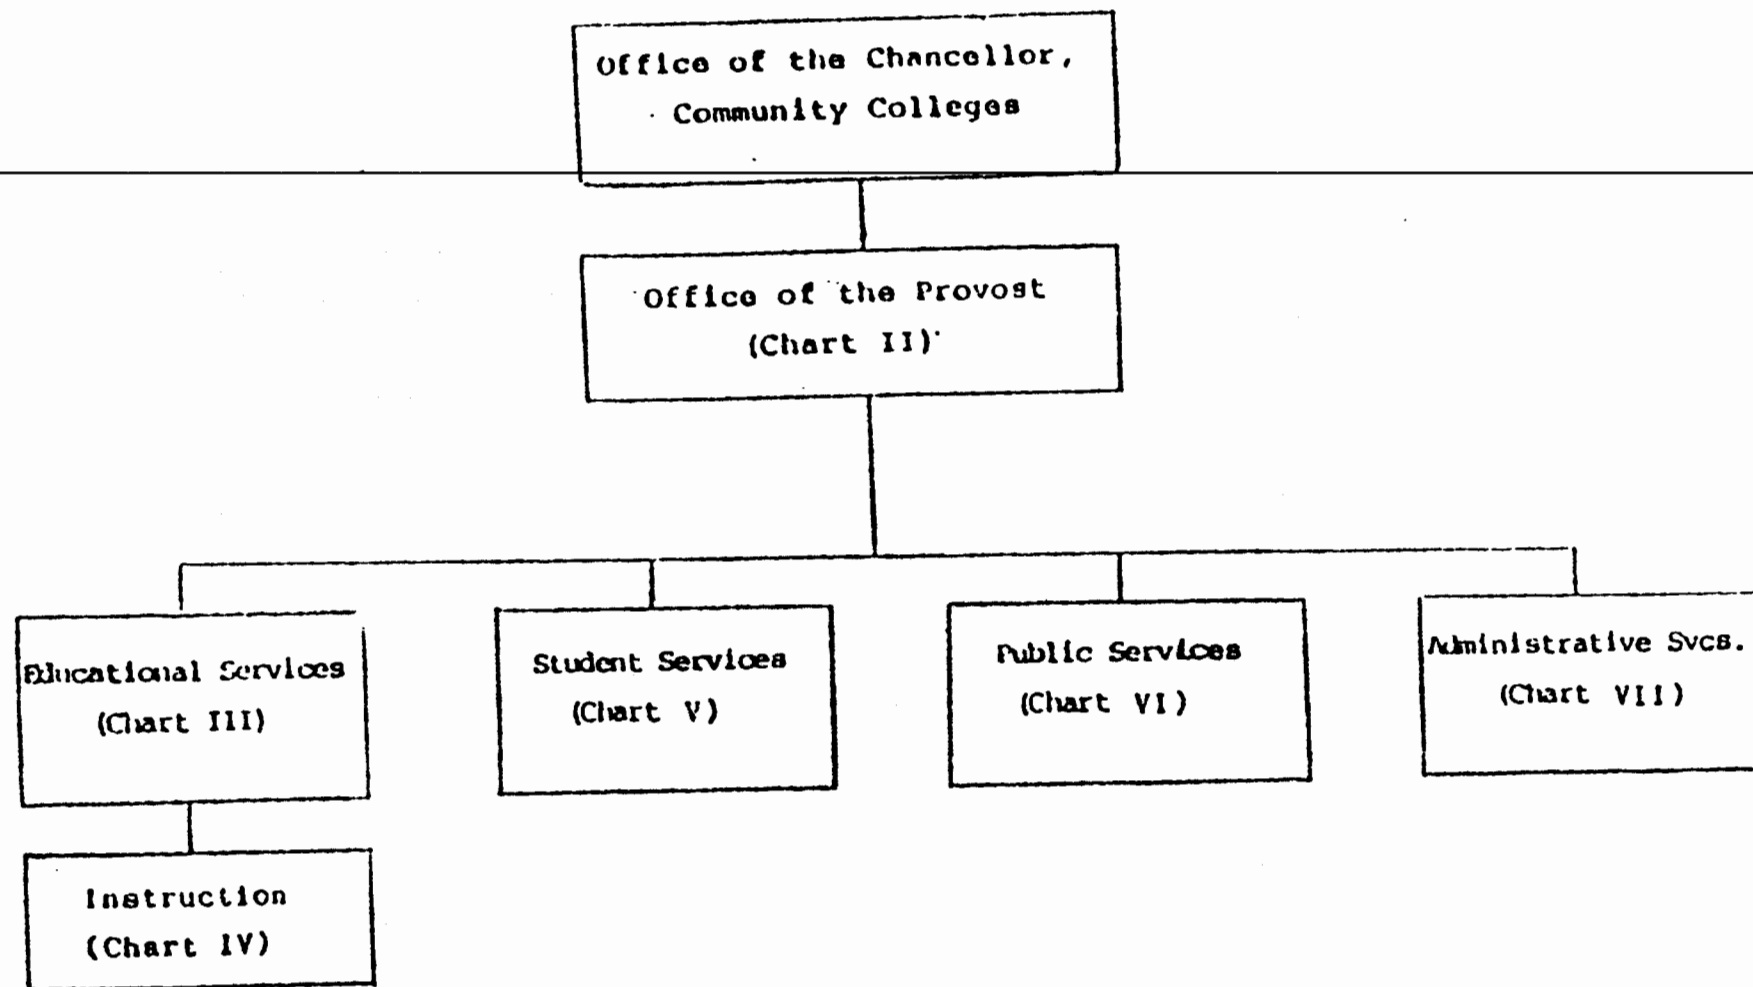 Office of the Chancellor,
Community Colleges
Office of the Provost
(Chart II)
Educational Services
(Chart III)
Student Services
(Chart V)
Public Services
(Chart VI)
Administrative Svcs.
(Chart VII)
Instruction
(Chart IV)